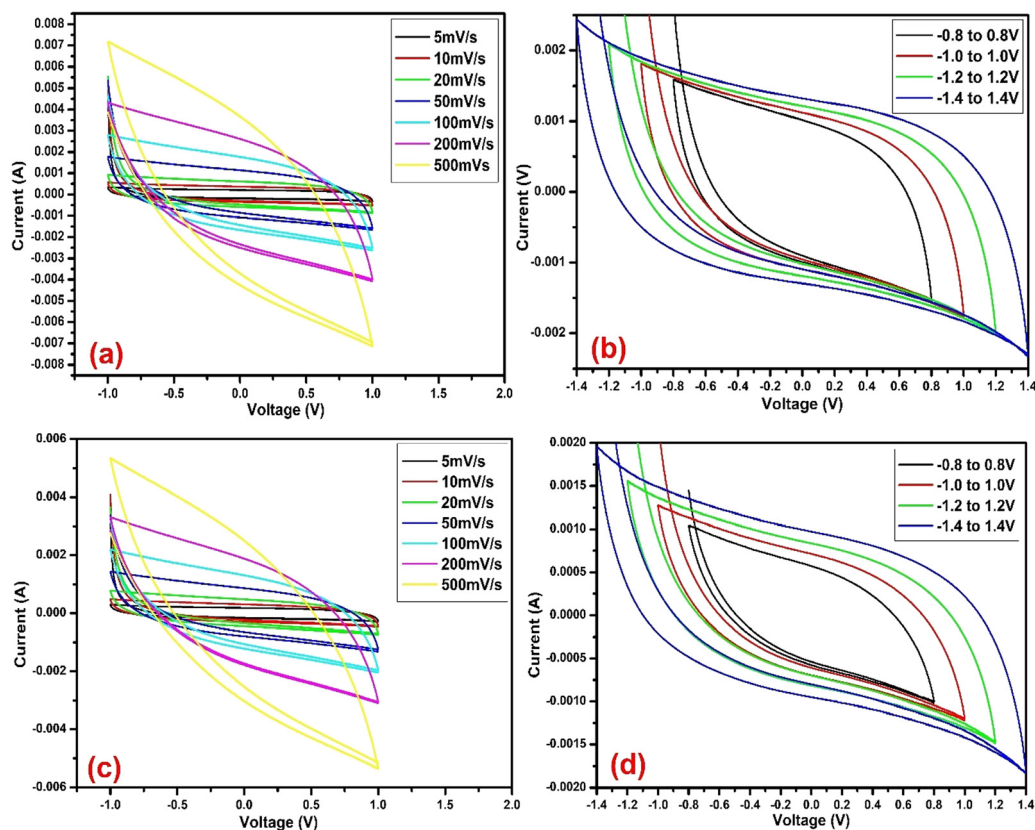 0.008
0.007
0.006
0.005
0.004
0.003
0.002
0.001
0.000
-0.001
-0.002
-0.003
-0.004
-0.005
-0.006
-0.007
-0.008
Current (A)
5mV/s
10mV/s
20mV/s
50mV/s
100mV/s
200mV/s
500mVs
(a)
-1.0 -0.5 0.0 0.5 1.0 1.5 2.0
Voltage (V)
0.002
0.001
0.000
-0.001
-0.002
Current (V)
-0.8 to 0.8V
-1.0 to 1.0V
-1.2 to 1.2V
-1.4 to 1.4V
(b)
-1.4 -1.2 -1.0 -0.8 -0.6 -0.4 -0.2 0.0 0.2 0.4 0.6 0.8 1.0 1.2 1.4
Voltage (V)
0.006
0.004
0.002
0.000
-0.002
-0.004
-0.006
Current (A)
5mV/s
10mV/s
20mV/s
50mV/s
100mV/s
200mV/s
500mV/s
(c)
-1.0 -0.5 0.0 0.5 1.0 1.5 2.0
Voltage (V)
0.0020
0.0015
0.0010
0.0005
0.0000
-0.0005
-0.0010
-0.0015
-0.0020
Current (A)
-0.8 to 0.8V
-1.0 to 1.0V
-1.2 to 1.2V
-1.4 to 1.4V
(d)
-1.4 -1.2 -1.0 -0.8 -0.6 -0.4 -0.2 0.0 0.2 0.4 0.6 0.8 1.0 1.2 1.4
Voltage (V)